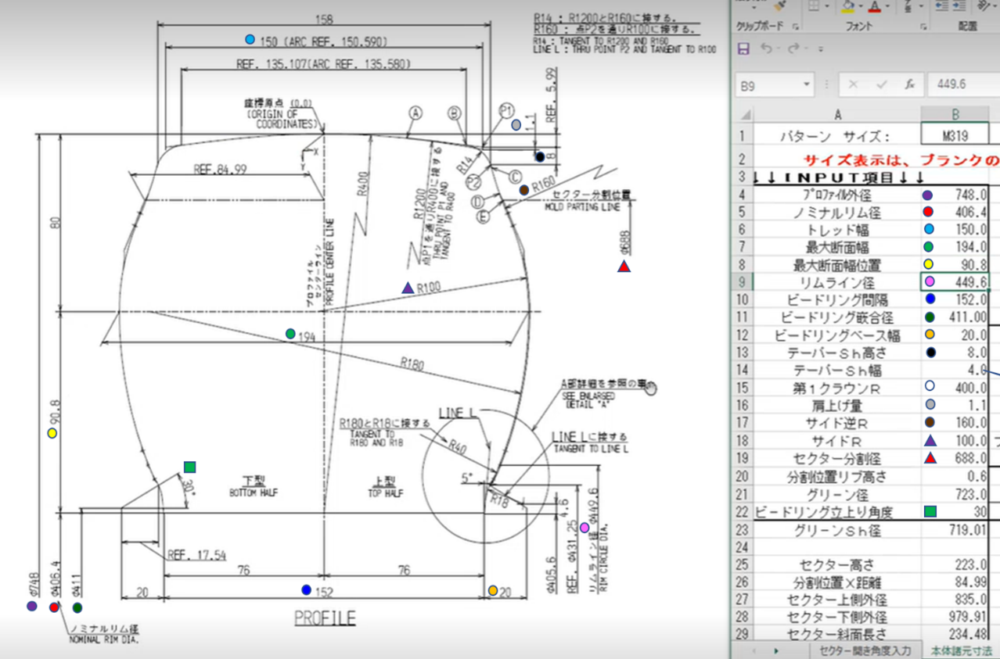 158
150 (ARC REF. 150.590)
REF. 135.107(ARC REF. 135.580)
R14 : R1200とR160に接する。
R160 : 点P2を通りR100に接する。
R14 : TANGENT TO R1200 AND R160
LINE L : THRU POINT P2 AND TANGENT TO R100
座標原点 (0,0)
(ORIGIN OF
COORDINATES)
X
Y
A
B
P1
1.1
REF. 5.99
8
R14
P2
C
D
E
R160
REF.84.99
R400
R1200
点P1を通りR400に接する
THRU POINT P1 AND
TANGENT TO R400
セクター分割位置
MOLD PARTING LINE
φ688
80
プロファイル
センターライン
PROFILE CENTER LINE
R100
194
R180
90.8
A部詳細を参照の事
SEE ENLARGED
DETAIL "A"
LINE L
R180とR18に接する
TANGENT TO
R180 AND R18
R40
LINE Lに接する
TANGENT TO LINE L
5°
R18
30°
下型
BOTTOM HALF
上型
TOP HALF
4.6
REF. 17.54
76
76
20
152
20
φ405.6
REF. φ431.25
リムライン径 φ449.6
RIM CIRCLE DIA.
φ748
φ406.4
φ411
PROFILE
ノミナルリム径
NOMINAL RIM DIA.
クリップボード
フォント
配置
B9
fx
449.6
A
B
1 パターン サイズ： M319
2 サイズ表示は、ブランクの
3 ↓↓INPUT項目↓↓
4 プロファイル外径 748.0
5 ノミナルリム径 406.4
6 トレッド幅 150.0
7 最大断面幅 194.0
8 最大断面幅位置 90.8
9 リムライン径 449.6
10 ビードリング間隔 152.0
11 ビードリング嵌合径 411.00
12 ビードリングベース幅 20.0
13 テーパーSh高さ 8.0
14 テーパーSh幅 4.0
15 第1クラウンR 400.0
16 肩上げ量 1.1
17 サイド逆R 160.0
18 サイドR 100.0
19 セクター分割径 688.0
20 分割位置リブ高さ 0.6
21 グリーン径 723.0
22 ビードリング立上り角度 30
23 グリーンSh径 719.01
24
25 セクター高さ 223.0
26 分割位置×距離 84.99
27 セクター上側外径 835.0
28 セクター下側外径 979.91
29 セクター斜面長さ 234.48
セクター開き角度入力
本体諸元寸法